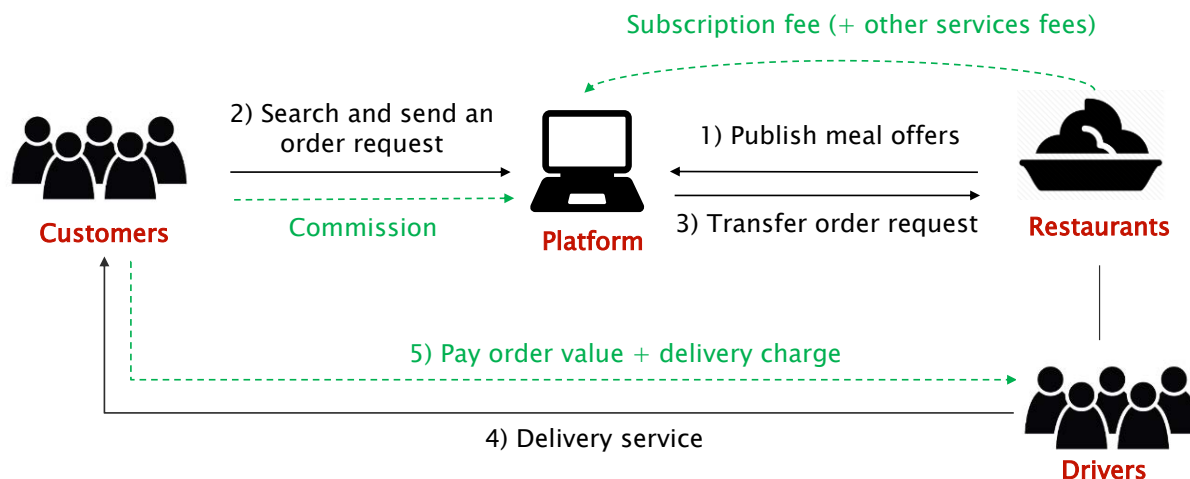 Subscription fee (+ other services fees)
2) Search and send an
order request
1) Publish meal offers
Commission
3) Transfer order request
Customers
Platform
Restaurants
5) Pay order value + delivery charge
4) Delivery service
Drivers